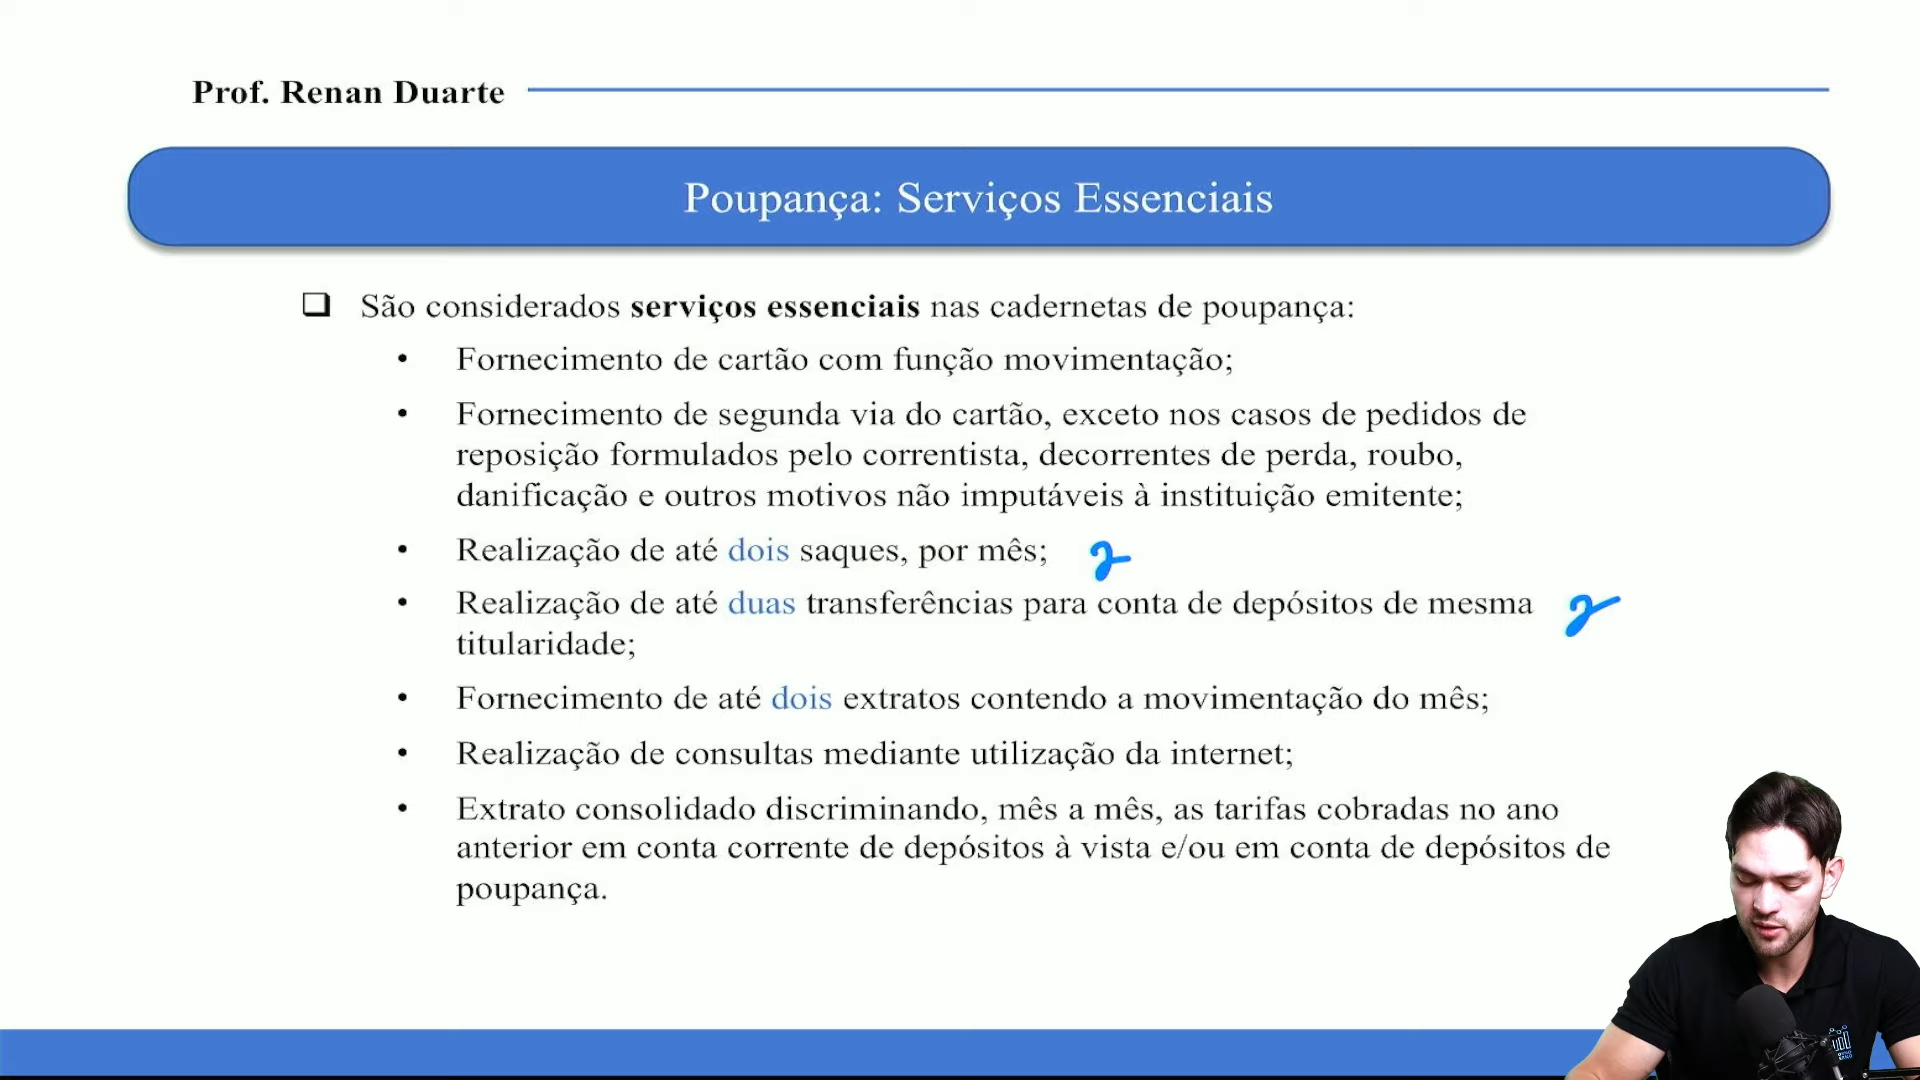 Prof. Renan Duarte
Poupança: Serviços Essenciais
❑ São considerados serviços essenciais nas cadernetas de poupança:
• Fornecimento de cartão com função movimentação;
• Fornecimento de segunda via do cartão, exceto nos casos de pedidos de
reposição formulados pelo correntista, decorrentes de perda, roubo,
danificação e outros motivos não imputáveis à instituição emitente;
• Realização de até dois saques, por mês; 2
• Realização de até duas transferências para conta de depósitos de mesma 2
titularidade;
• Fornecimento de até dois extratos contendo a movimentação do mês;
• Realização de consultas mediante utilização da internet;
• Extrato consolidado discriminando, mês a mês, as tarifas cobradas no ano
anterior em conta corrente de depósitos à vista e/ou em conta de depósitos de
poupança.